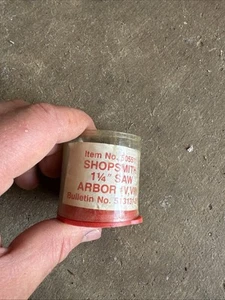 Item No.
SHOPSMITH
1¼" SAW
ARBOR
Bulletin No.